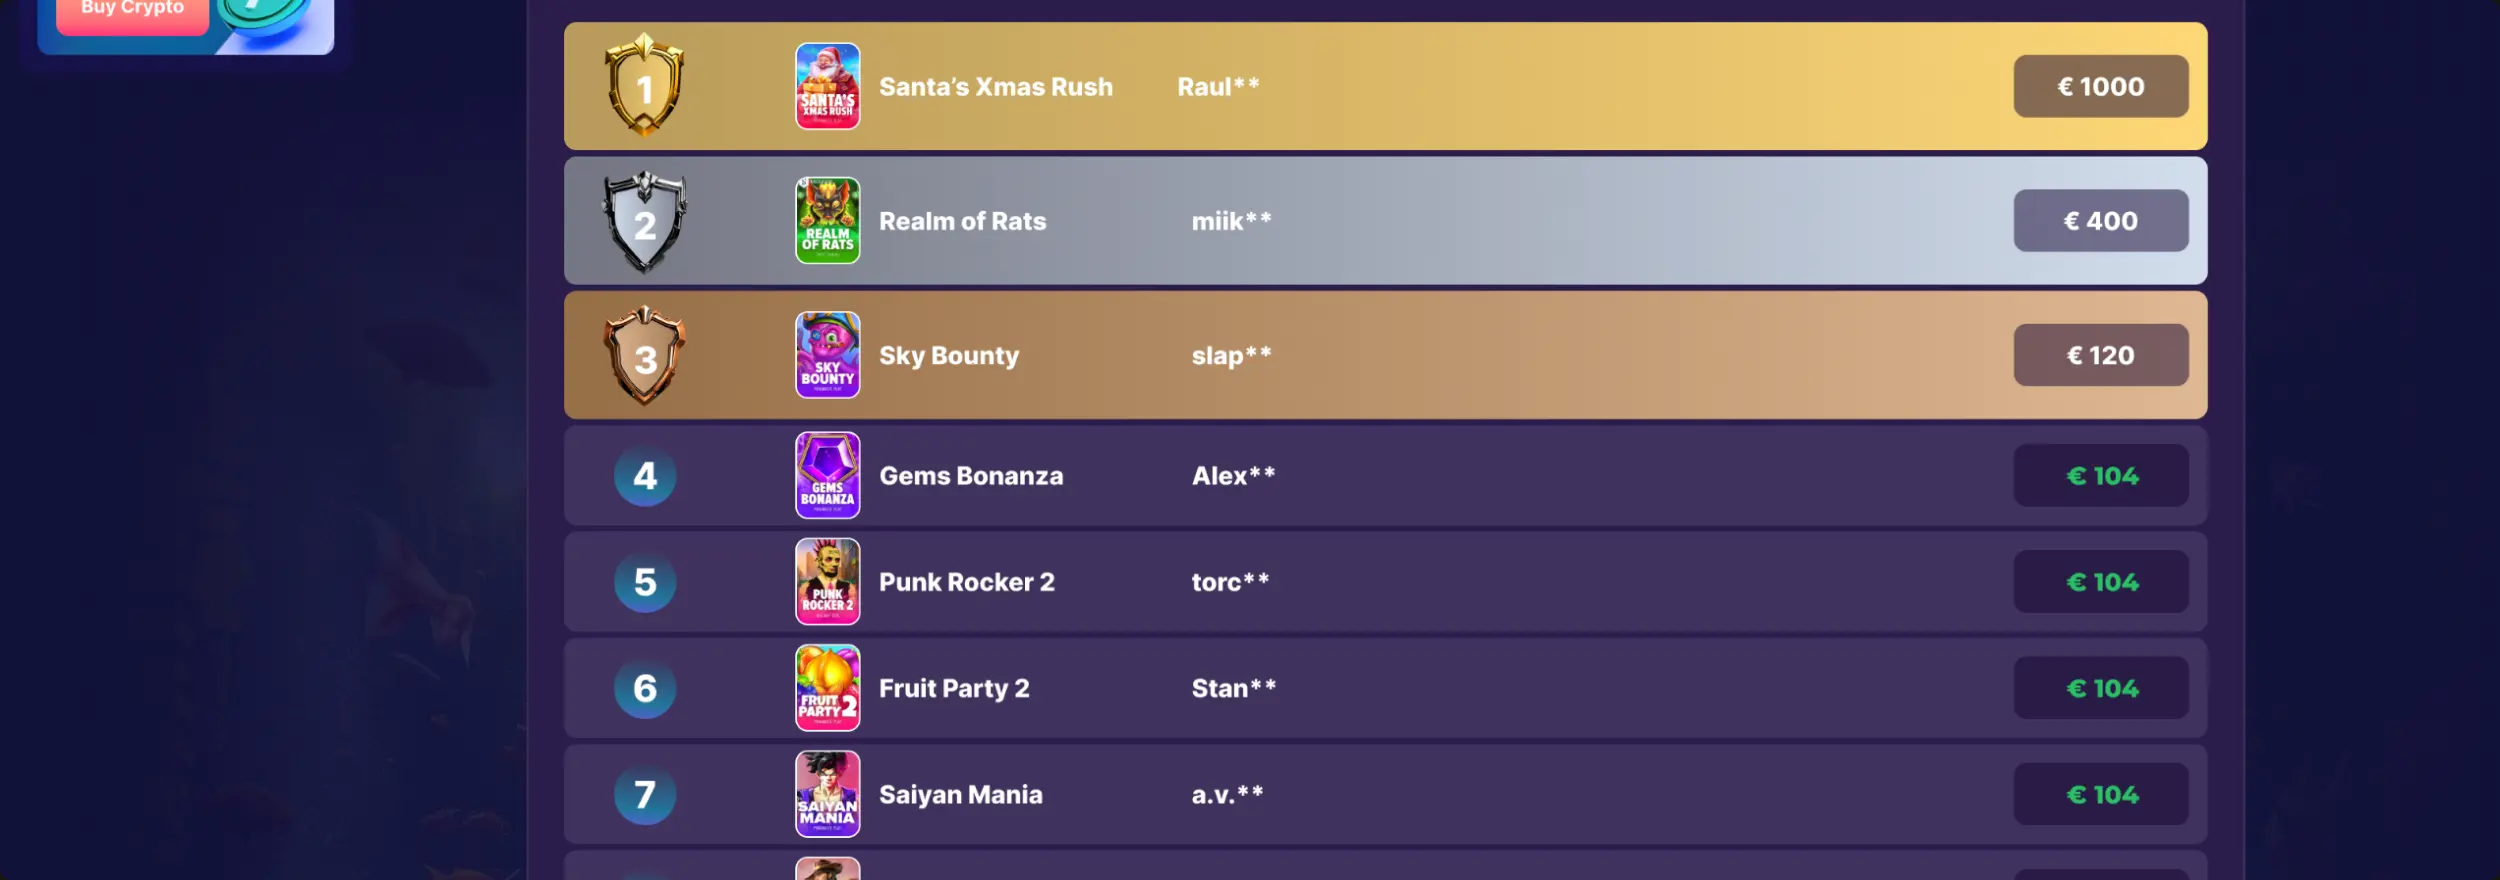 Buy Crypto
1 SANTA'S XMAS RUSH Santa's Xmas Rush Raul** € 1000
2 REALM OF RATS Realm of Rats miik** € 400
3 SKY BOUNTY Sky Bounty slap** € 120
4 GEMS BONANZA Gems Bonanza Alex** € 104
5 PUNK ROCKER 2 Punk Rocker 2 torc** € 104
6 FRUIT PARTY 2 Fruit Party 2 Stan** € 104
7 SAIYAN MANIA Saiyan Mania a.v.** € 104